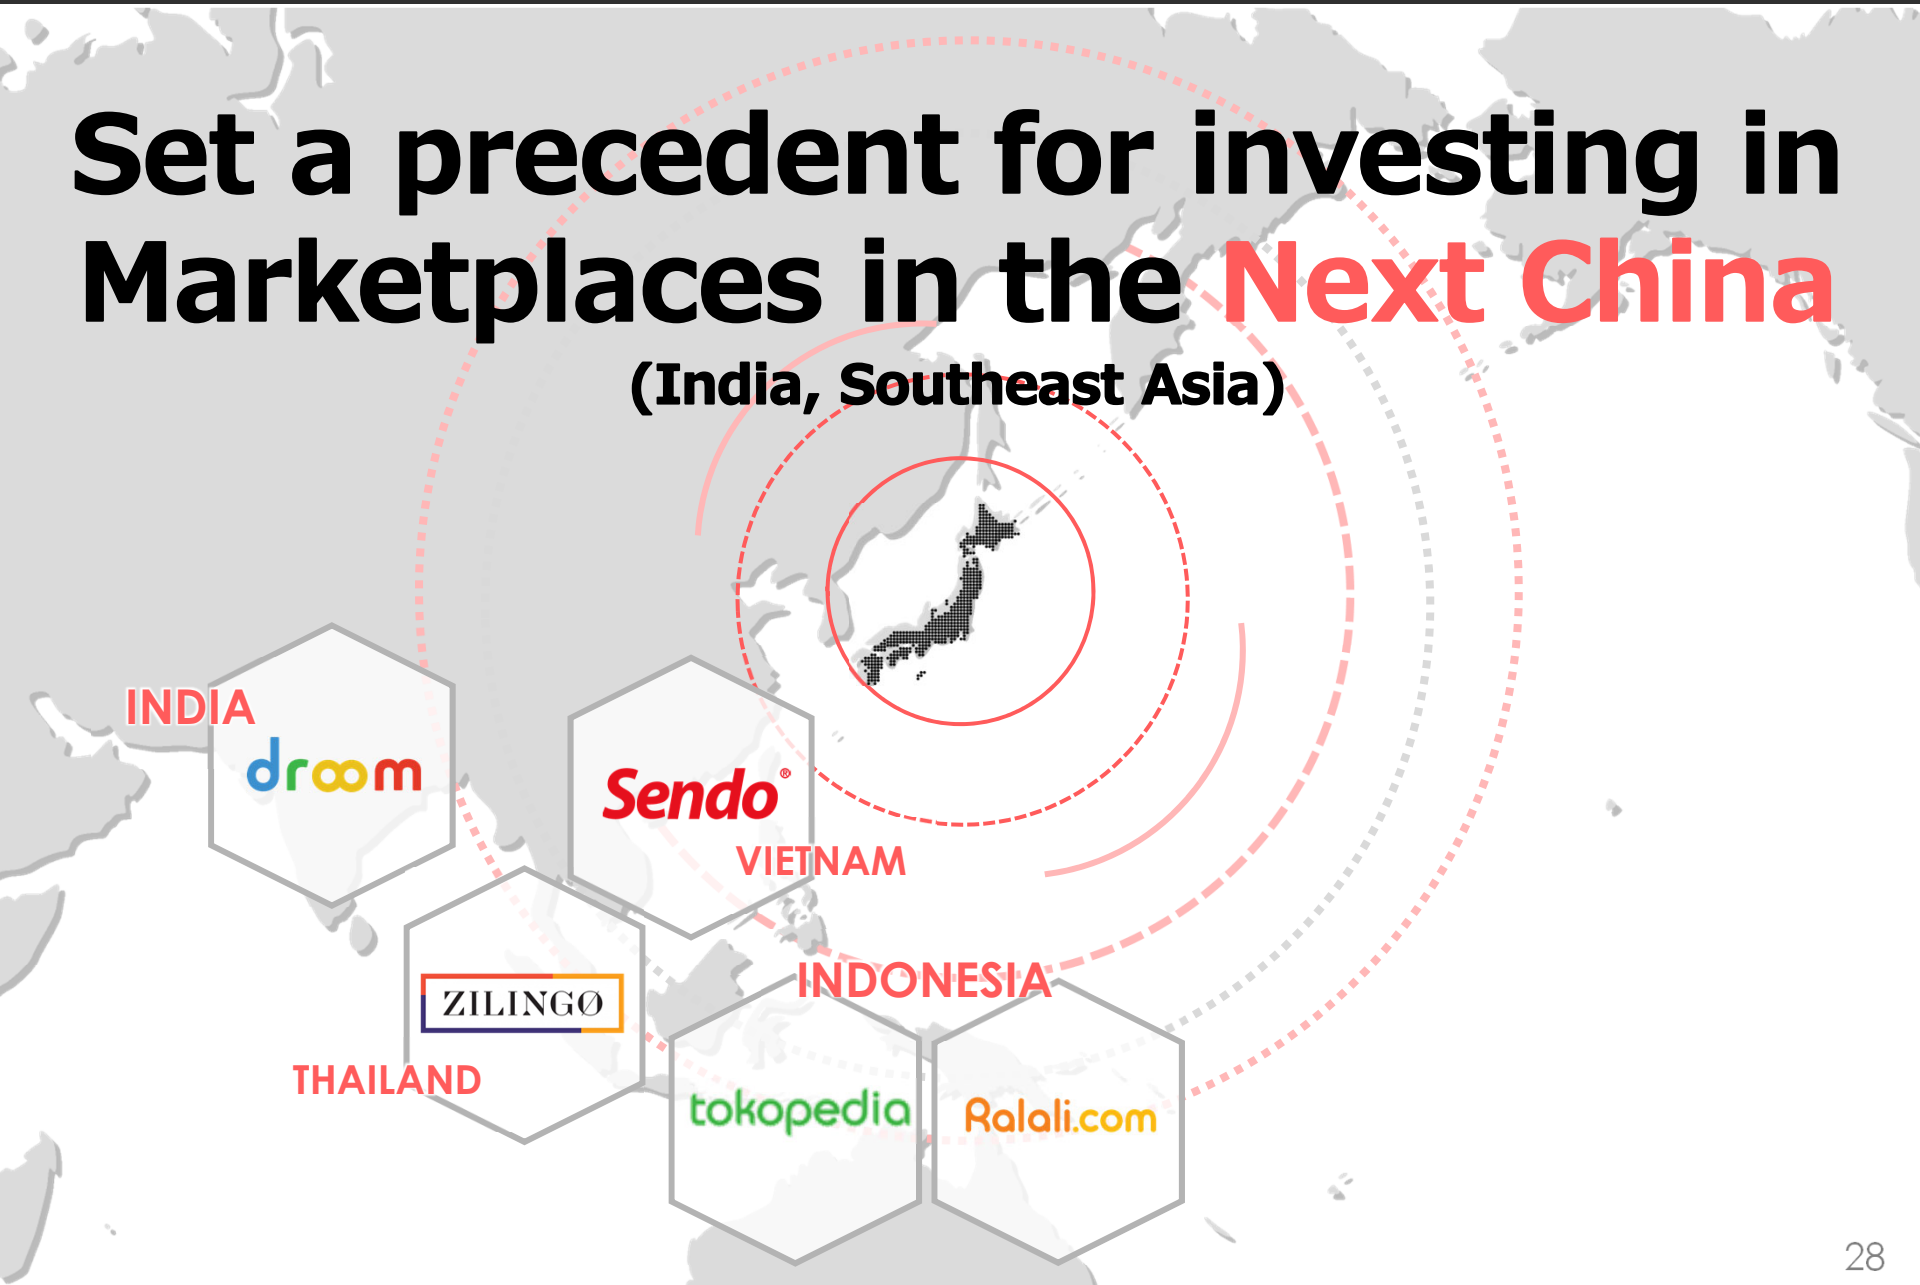 Set a precedent for investing in
Marketplaces in the Next China
(India, Southeast Asia)
INDIA
droom
Sendo®
VIETNAM
ZILINGØ
THAILAND
INDONESIA
tokopedia
Ralali.com
28